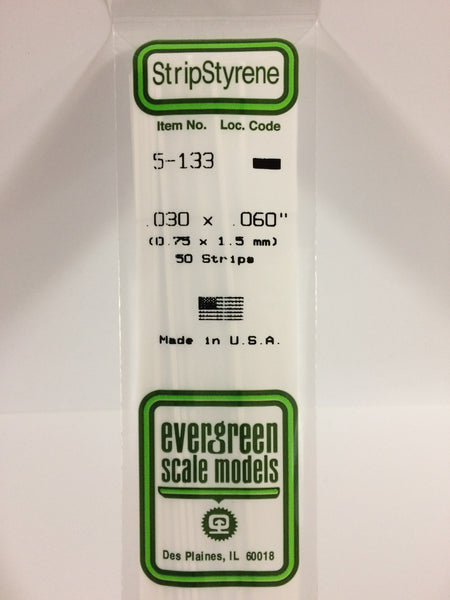 StripStyrene
Item No. Loc. Code
5-133
.030 x .060"
(0.75 x 1.5 mm)
50 Strips
Made in U.S.A.
evergreen
scale models
Des Plaines, IL 60018